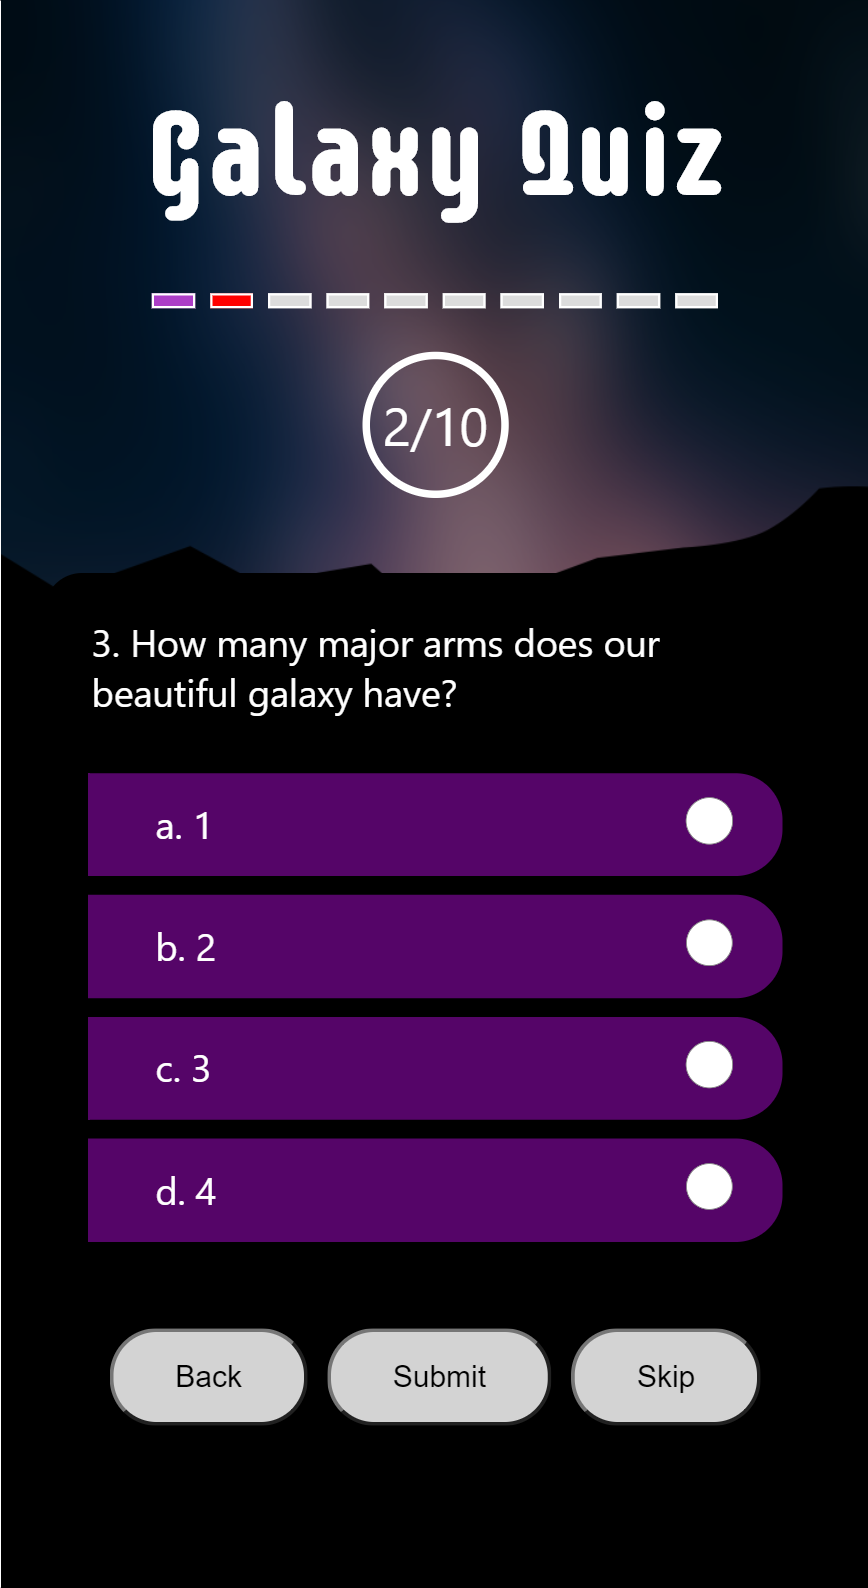 Galaxy Quiz
2/10
3. How many major arms does our
beautiful galaxy have?
a. 1
b. 2
c. 3
d. 4
Back Submit Skip